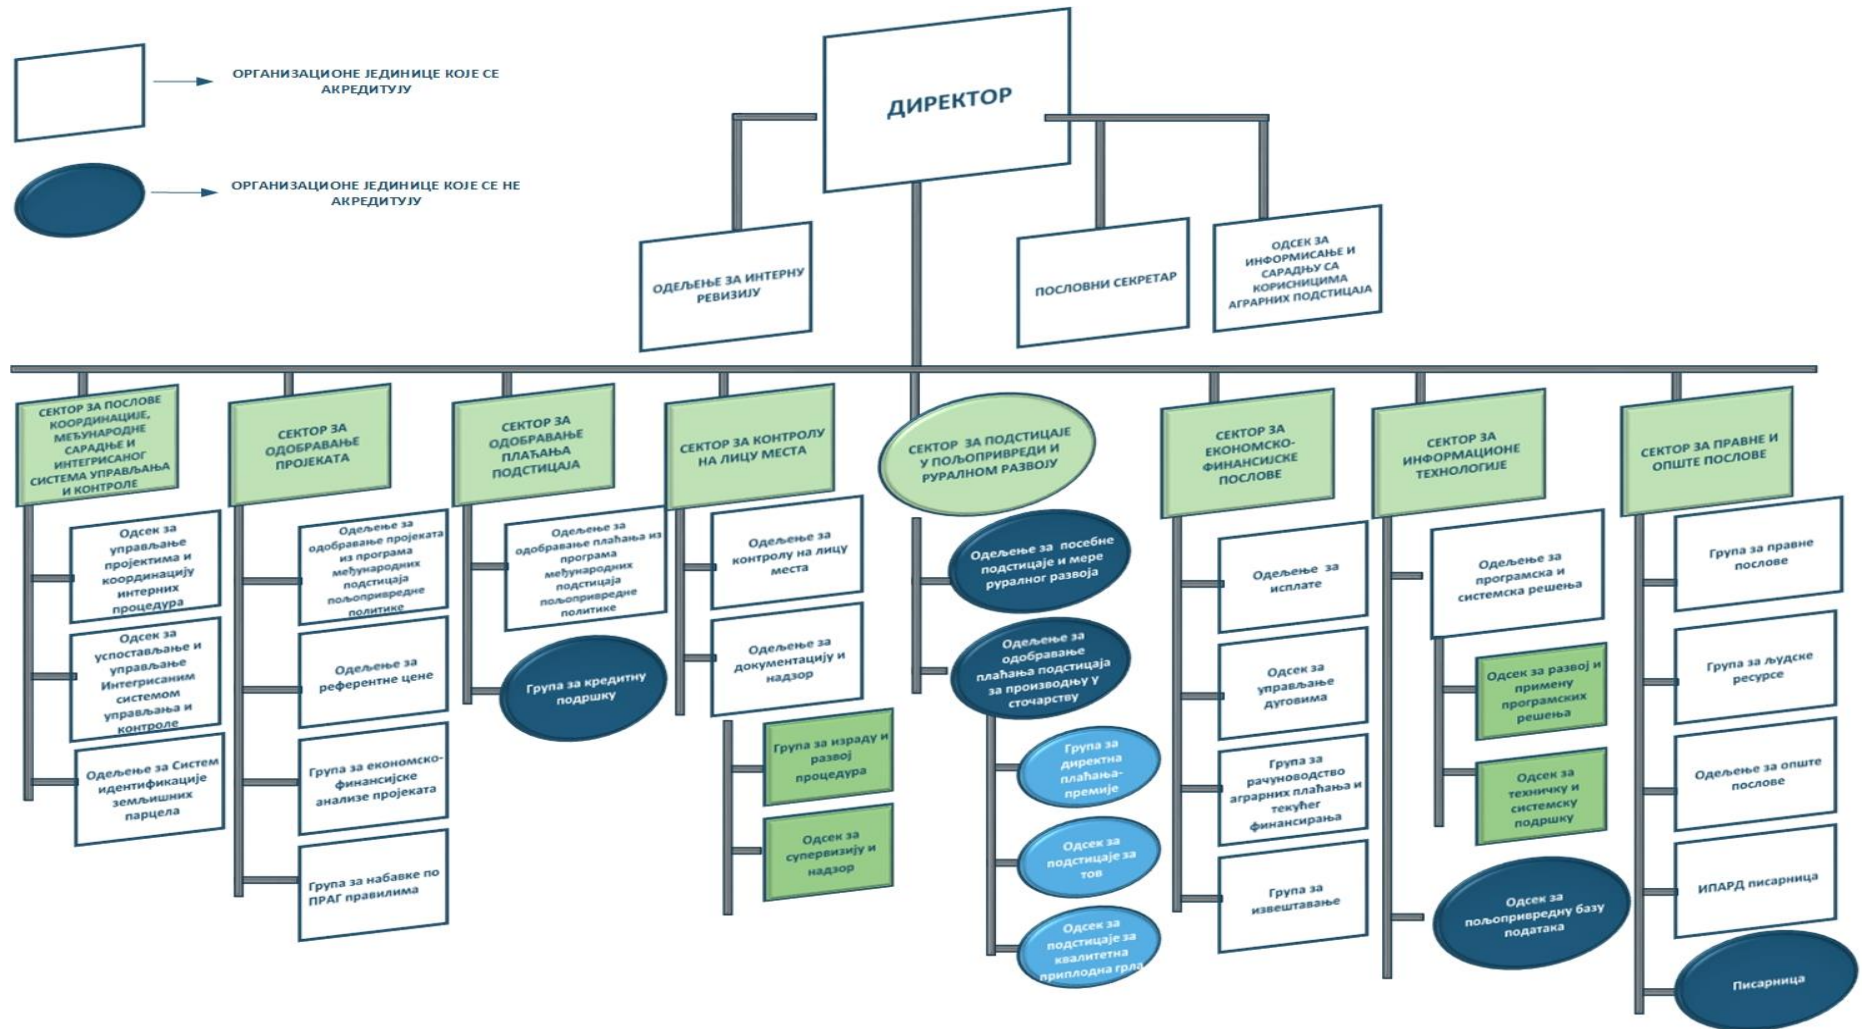 ОРГАНИЗАЦИОНЕ ЈЕДИНИЦЕ КОЈЕ СЕ
АКРЕДИТУЈУ
ОРГАНИЗАЦИОНЕ ЈЕДИНИЦЕ КОЈЕ СЕ НЕ
АКРЕДИТУЈУ
ДИРЕКТОР
ОДЕЉЕЊЕ ЗА ИНТЕРНУ
РЕВИЗИЈУ
ПОСЛОВНИ СЕКРЕТАР
ОДСЕК ЗА
ИНФОРМИСАЊЕ И
САРАДЊУ СА
КОРИСНИЦИМА
АГРАРНИХ ПОДСТИЦАЈА
СЕКТОР ЗА ПОСЛОВЕ
КООРДИНАЦИЈЕ,
МЕЂУНАРОДНЕ
САРАДЊЕ И
ИНТЕГРИСАНОГ
СИСТЕМА УПРАВЉАЊА
И КОНТРОЛЕ
Одсек за
управљање
пројектима и
координацију
интерних
процедура
Одсек за
успостављање и
управљање
Интегрисаним
системом
управљања и
контроле
Одељење за Систем
идентификације
земљишних
парцела
СЕКТОР ЗА
ОДОБРАВАЊЕ
ПРОЈЕКАТА
Одељење за
одобравање пројеката
из програма
међународних
подстицаја
пољопривредне
политике
Одељење за
референтне цене
Група за економско-
финансијске
анализе пројеката
Група за набавке по
ПРАГ правилима
СЕКТОР ЗА
ОДОБРАВАЊЕ
ПЛАЋАЊА
ПОДСТИЦАЈА
Одељење за
одобравање плаћања из
програма
међународних
подстицаја
пољопривредне
политике
Група за кредитну
подршку
СЕКТОР ЗА КОНТРОЛУ
НА ЛИЦУ МЕСТА
Одељење за
контролу на лицу
места
Одељење за
документацију и
надзор
Група за израду и
развој
процедура
Одсек за
супервизију и
надзор
СЕКТОР ЗА ПОДСТИЦАЈЕ
У ПОЉОПРИВРЕДИ И
РУРАЛНОМ РАЗВОЈУ
Одељење за посебне
подстицаје и мере
руралног развоја
Одељење за
одобравање
плаћања подстицаја
за производњу у
сточарству
Група за
директна
плаћања-
премије
Одсек за
подстицаје за
тов
Одсек за
подстицаје за
квалитетна
приплодна грла
СЕКТОР ЗА
ЕКОНОМСКО-
ФИНАНСИЈСКЕ
ПОСЛОВЕ
Одељење за
исплате
Одсек за
управљање
дуговима
Група за
рачуноводство
аграрних плаћања и
текућег
финансирања
Група за
извештавање
СЕКТОР ЗА
ИНФОРМАЦИОНЕ
ТЕХНОЛОГИЈЕ
Одељење за
програмска и
системска решења
Одсек за развој и
примену
програмских
решења
Одсек за
техничку и
системску
подршку
Одсек за
пољопривредну базу
података
СЕКТОР ЗА ПРАВНЕ И
ОПШТЕ ПОСЛОВЕ
Група за правне
послове
Група за људске
ресурсе
Одељење за опште
послове
ИПАРД писарница
Писарница